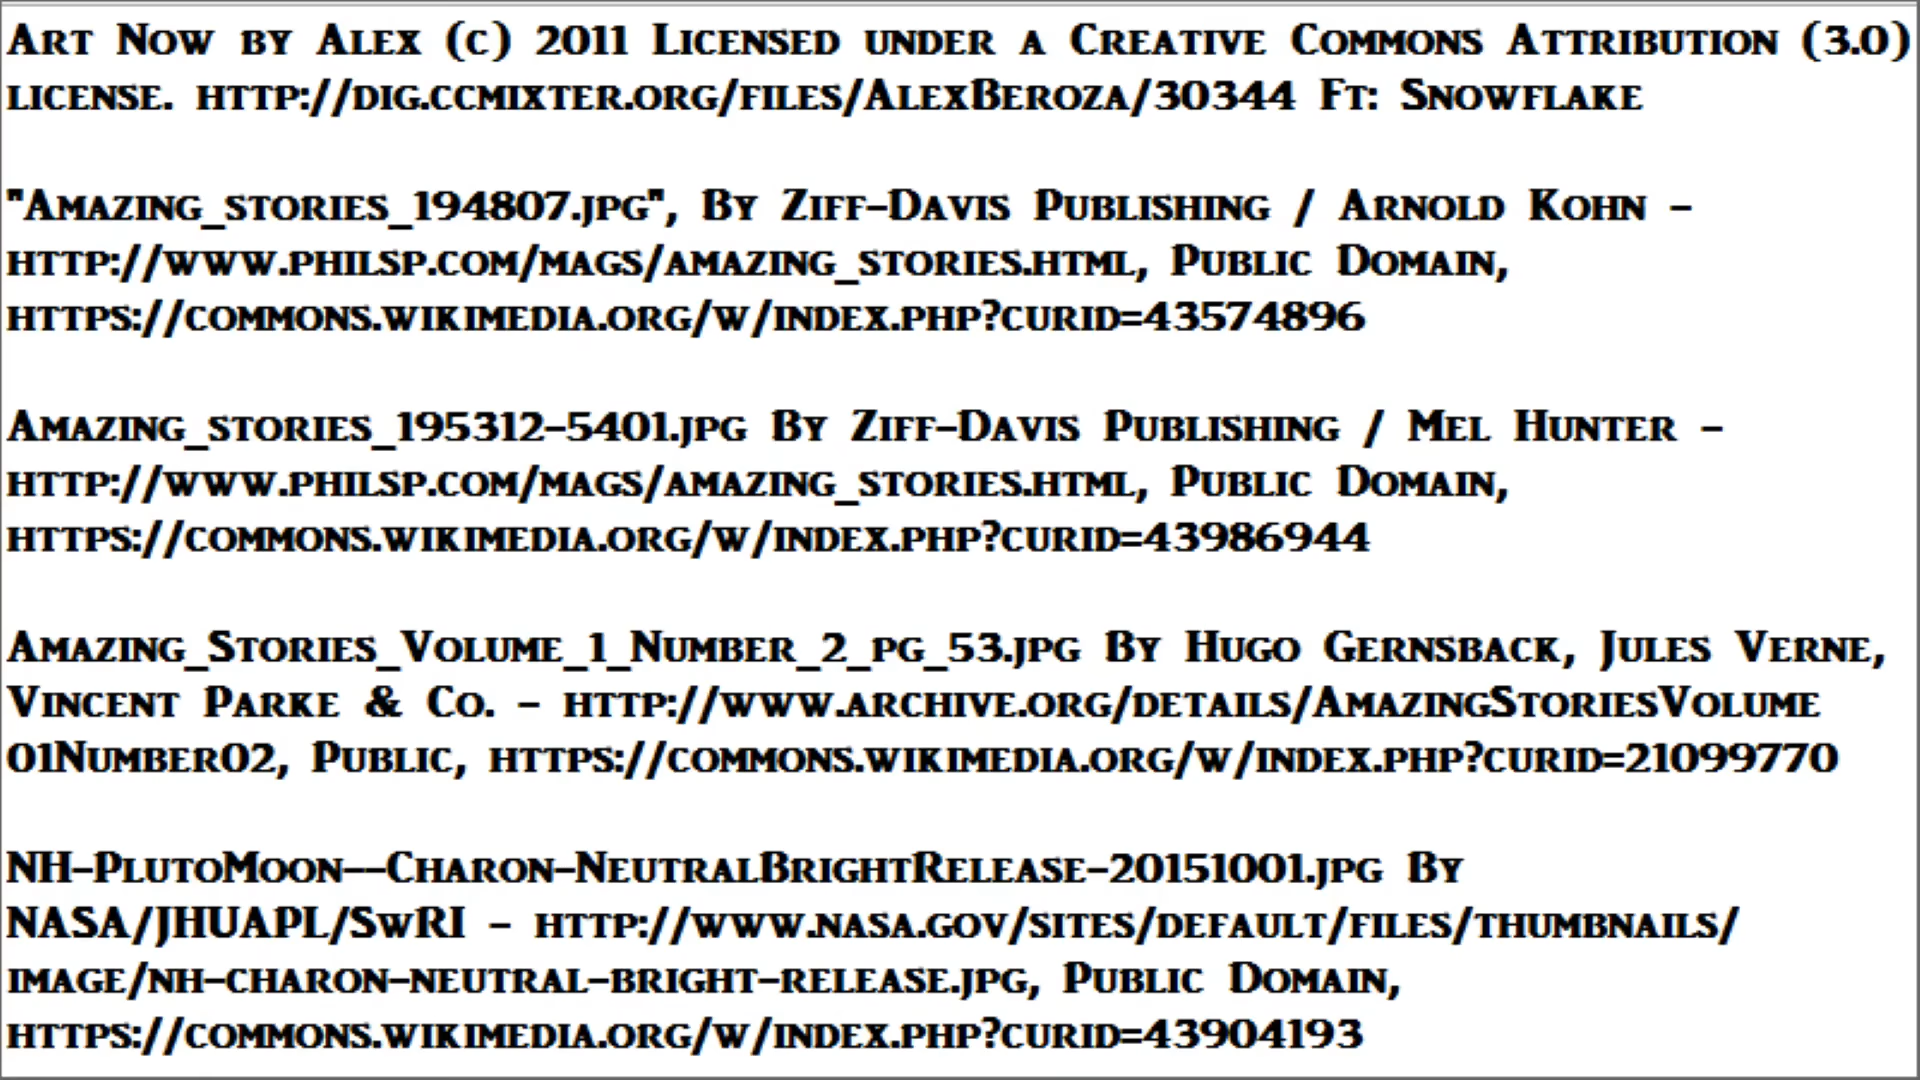 Art Now by Alex (c) 2011 Licensed under a Creative Commons Attribution (3.0)
license. http://dig.ccmixter.org/files/AlexBeroza/30344 Ft: Snowflake
"Amazing_stories_194807.jpg", By Ziff-Davis Publishing / Arnold Kohn -
http://www.philsp.com/mags/amazing_stories.html, Public Domain,
https://commons.wikimedia.org/w/index.php?curid=43574896
Amazing_stories_195312-5401.jpg By Ziff-Davis Publishing / Mel Hunter -
http://www.philsp.com/mags/amazing_stories.html, Public Domain,
https://commons.wikimedia.org/w/index.php?curid=43986944
Amazing_Stories_Volume_1_Number_2_pg_53.jpg By Hugo Gernsback, Jules Verne,
Vincent Parke & Co. - http://www.archive.org/details/AmazingStoriesVolume
01Number02, Public, https://commons.wikimedia.org/w/index.php?curid=21099770
NH-PlutoMoon--Charon-NeutralBrightRelease-20151001.jpg By
NASA/JHUAPL/SwRI - http://www.nasa.gov/sites/default/files/thumbnails/
image/nh-charon-neutral-bright-release.jpg, Public Domain,
https://commons.wikimedia.org/w/index.php?curid=43904193